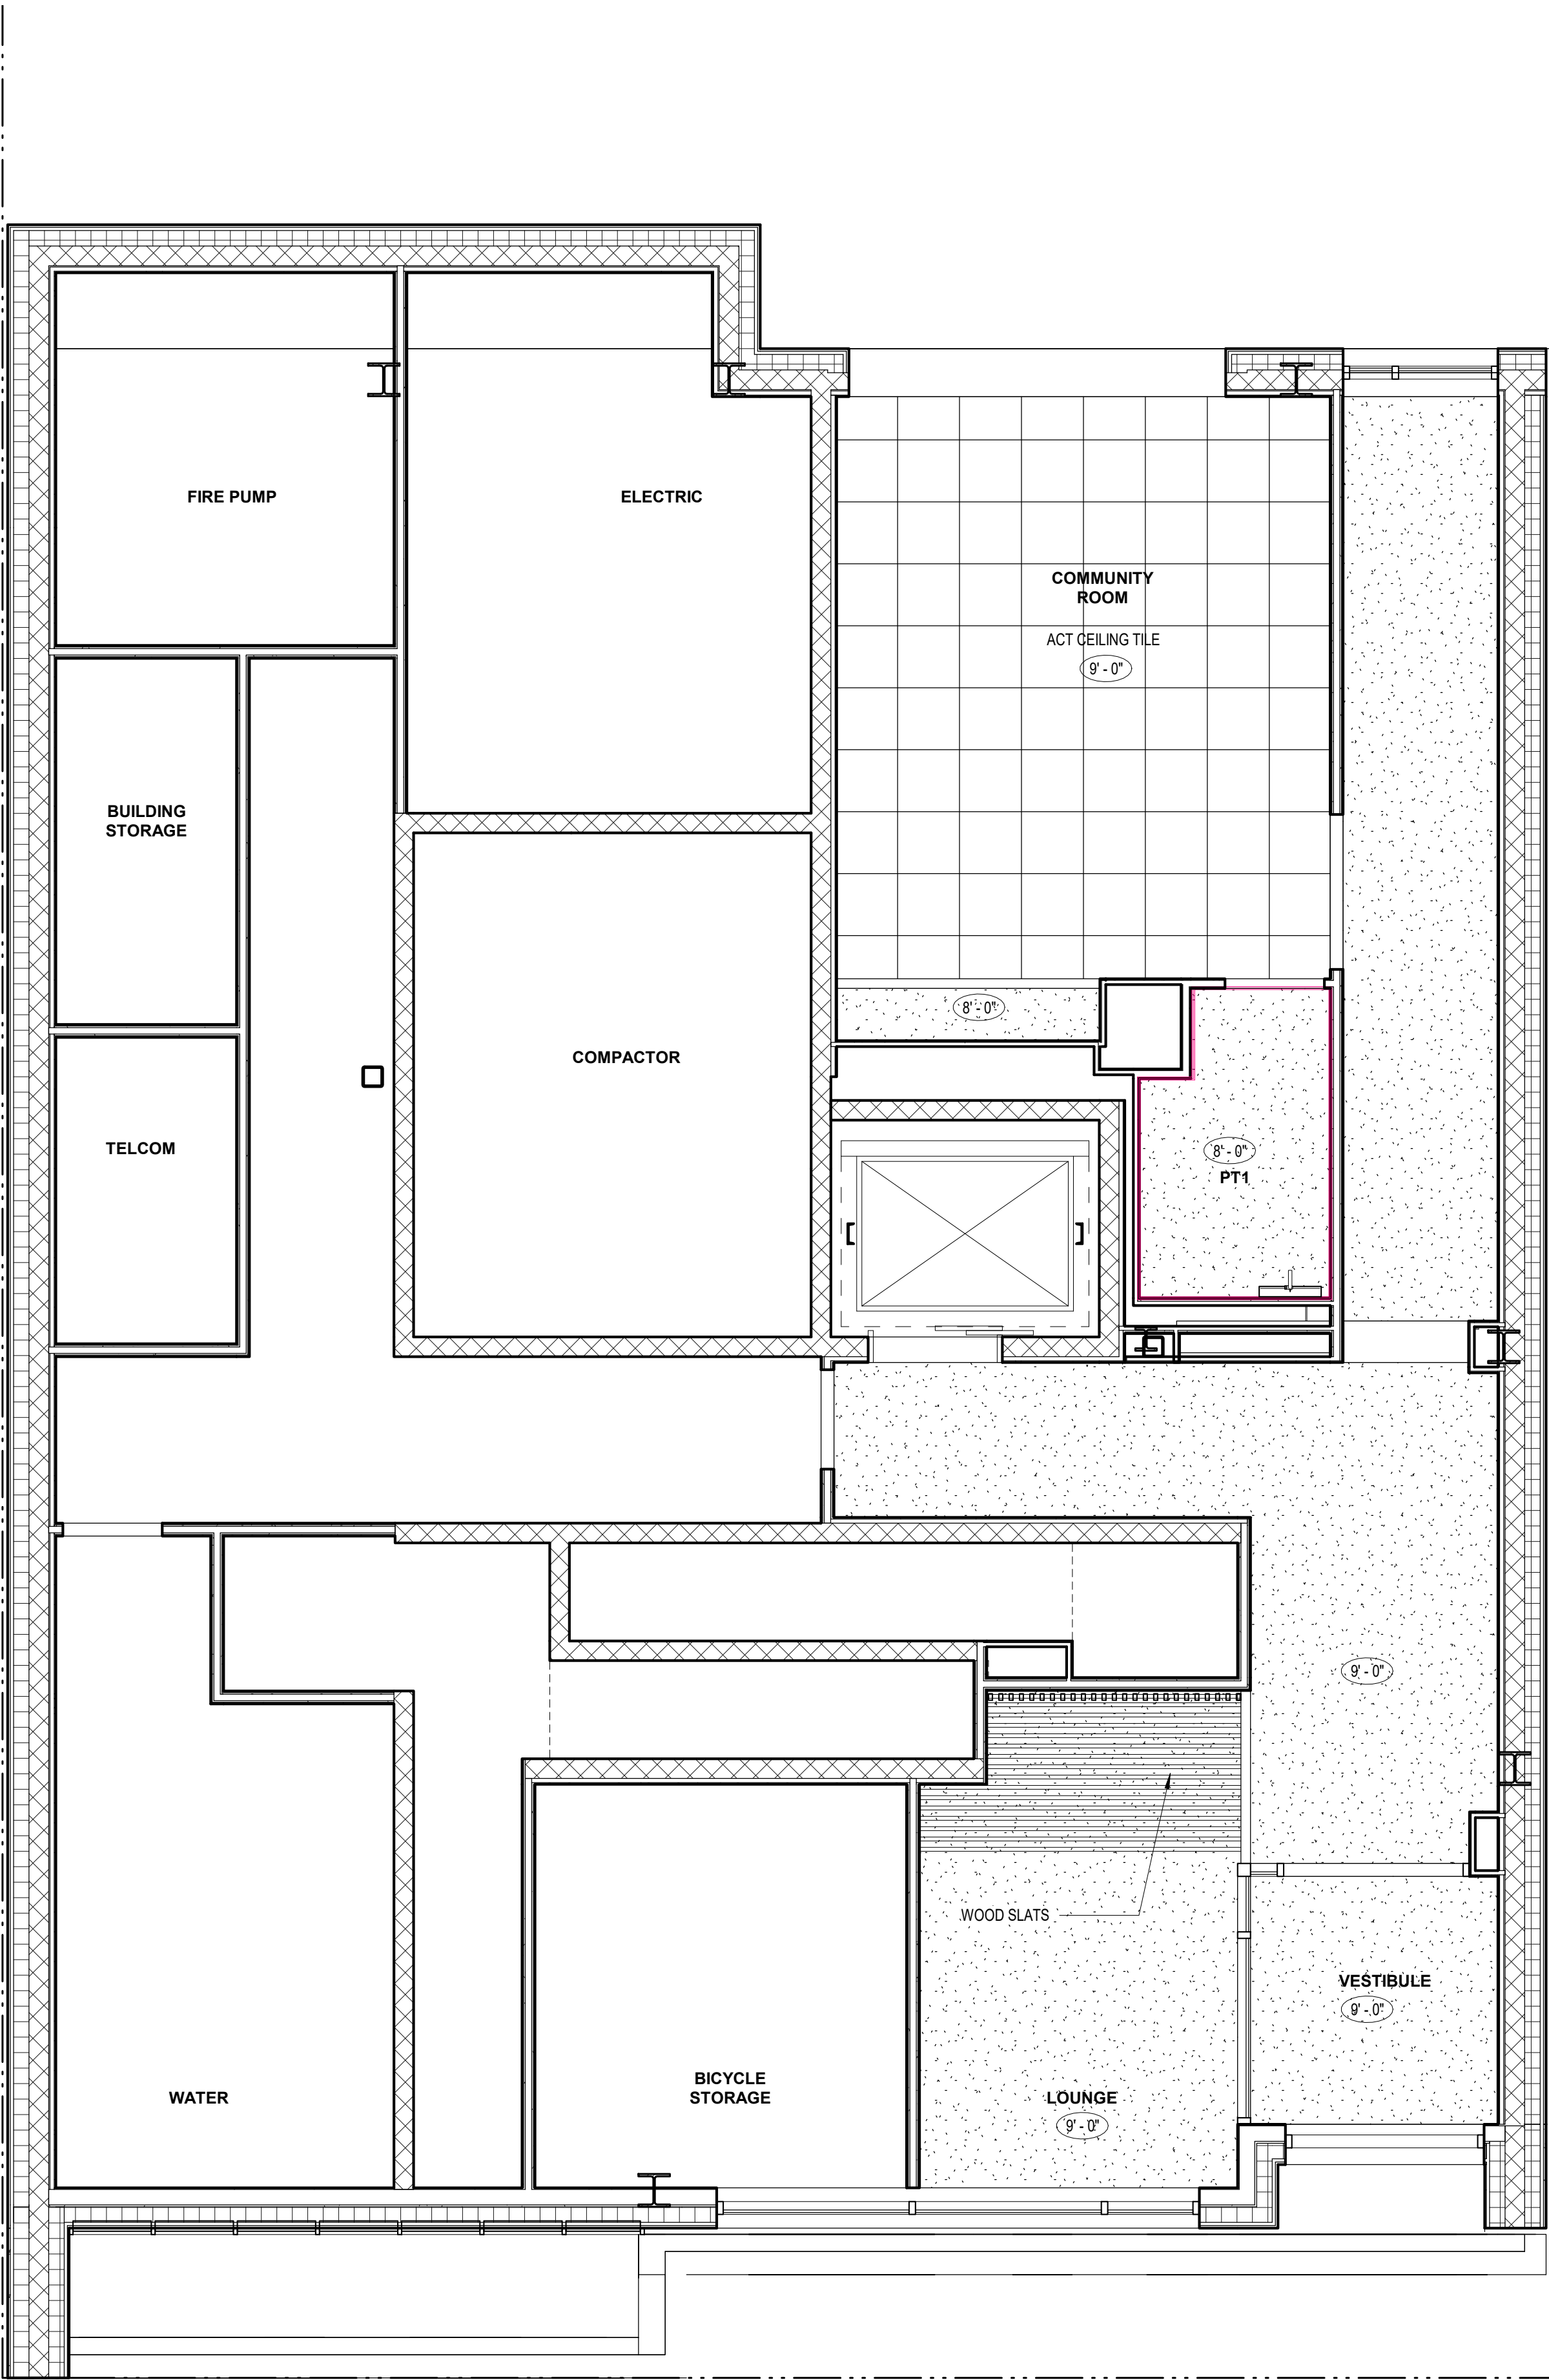 FIRE PUMP
ELECTRIC
COMMUNITY
ROOM
ACT CEILING TILE
9' - 0"
BUILDING
STORAGE
8' - 0"
COMPACTOR
TELCOM
8' - 0"
PT1
9' - 0"
WOOD SLATS
VESTIBULE
9' - 0"
WATER
BICYCLE
STORAGE
LOUNGE
9' - 0"